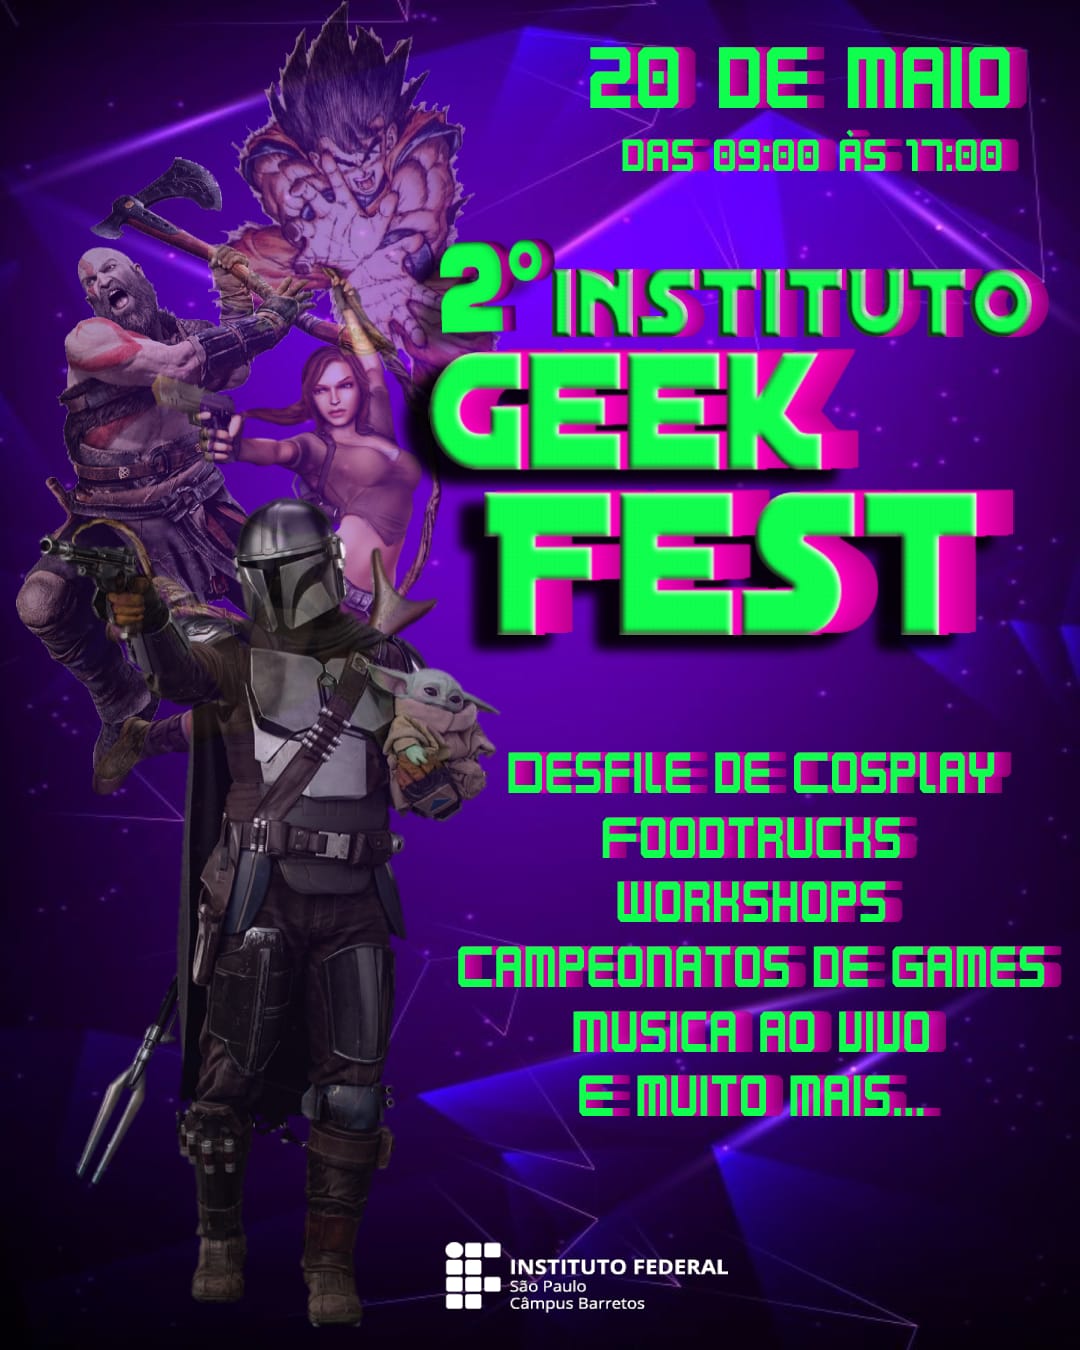 20 DE MAIO
DAS 09:00 ÀS 17:00
2º INSTITUTO
GEEK
FEST
DESFILE DE COSPLAY
FOODTRUCKS
WORKSHOPS
CAMPEONATOS DE GAMES
MUSICA AO VIVO
E MUITO MAIS...
INSTITUTO FEDERAL
São Paulo
Câmpus Barretos